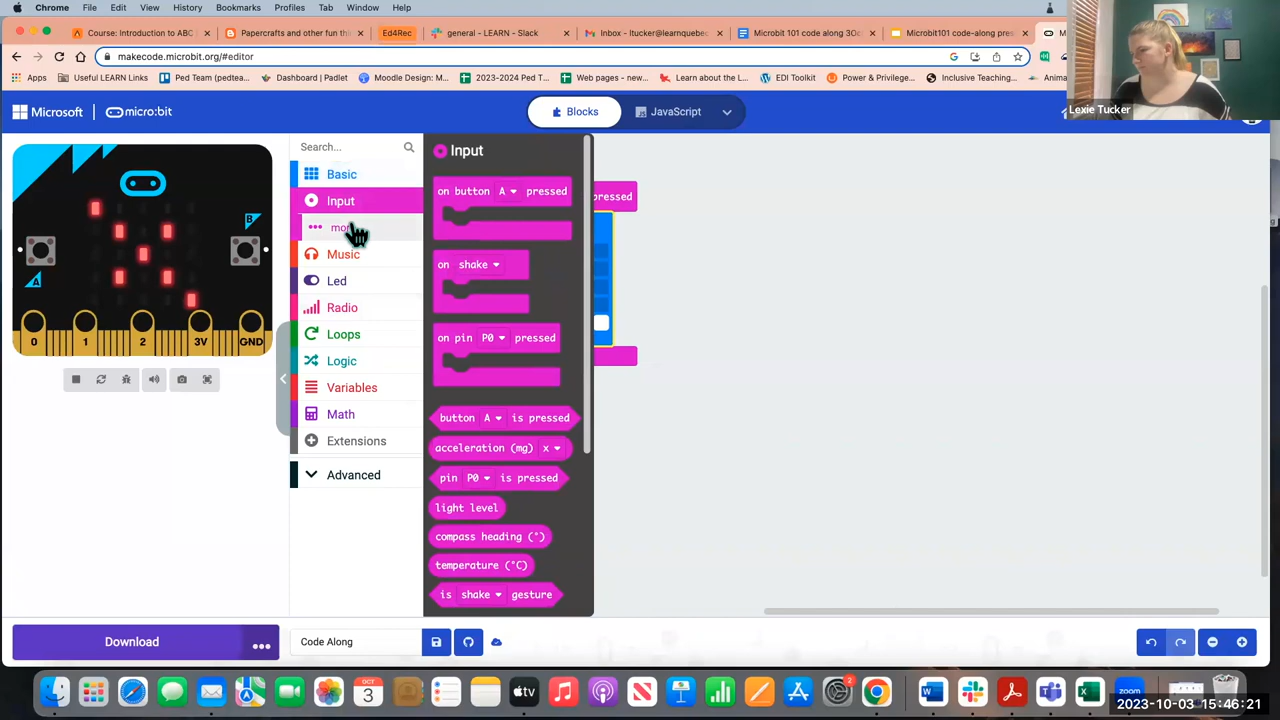 Chrome File Edit View History Bookmarks Profiles Tab Window Help
Course: Introduction to ABC
Papercrafts and other fun thi
Ed4Rec
general - LEARN - Slack
Inbox - ltucker@learnquebec
Microbit 101 code along 3Oc
Microbit101 code-along pres
makecode.microbit.org/#editor
Apps Useful LEARN Links Ped Team (pedtea... Dashboard | Padlet Moodle Design: M... 2023-2024 Ped T... Web pages - new... Learn about the L... EDI Toolkit Power & Privilege... Inclusive Teaching... Anima
Lexie Tucker
Microsoft micro:bit Blocks JavaScript
Search...
Basic
Input
Music
Led
Radio
Loops
Logic
Variables
Math
Extensions
Advanced
Input
on button A pressed
on shake
on pin P0 pressed
button A is pressed
acceleration (mg) x
pin P0 is pressed
light level
compass heading (°)
temperature (°C)
is shake gesture
A
B
0 1 2 3V GND
Download
Code Along
OCT
3
2
zoom
2023-10-03 15:46:21